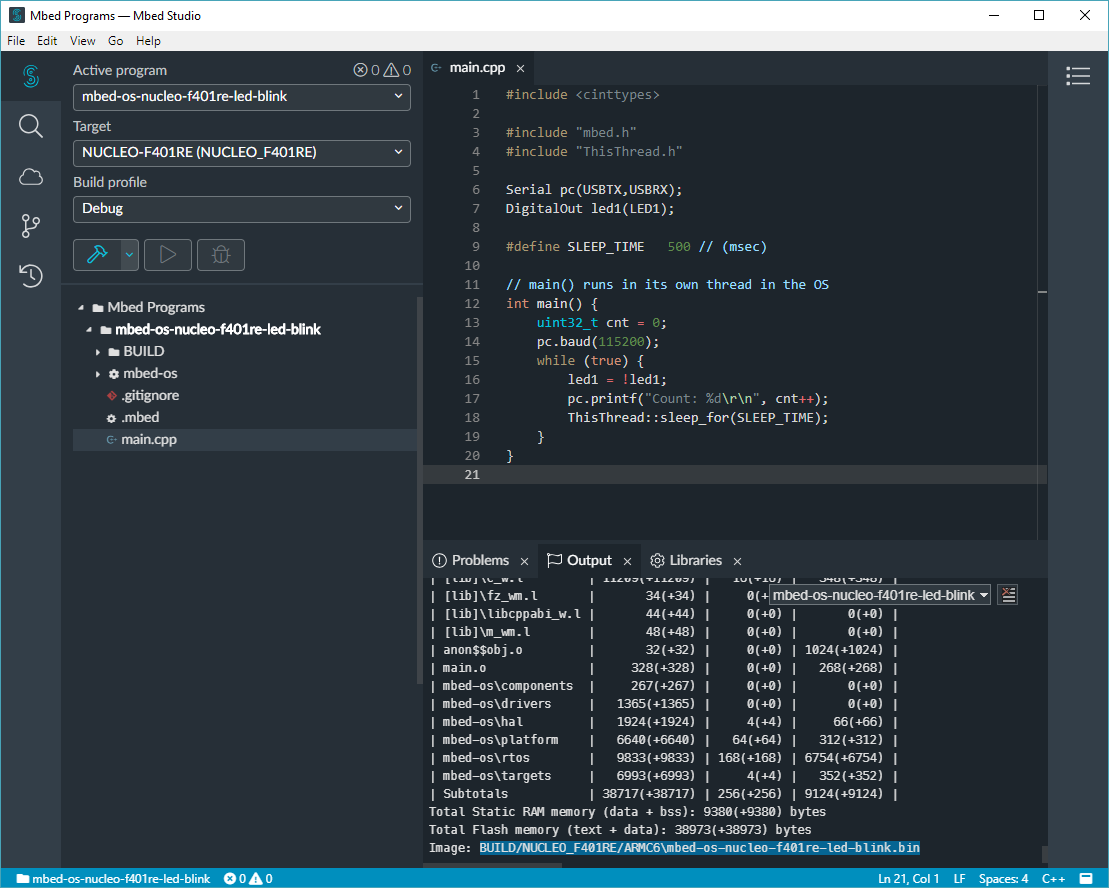 Mbed Programs — Mbed Studio
File Edit View Go Help
Active program 0 0
mbed-os-nucleo-f401re-led-blink
Target
NUCLEO-F401RE (NUCLEO_F401RE)
Build profile
Debug
Mbed Programs
mbed-os-nucleo-f401re-led-blink
BUILD
mbed-os
.gitignore
.mbed
main.cpp
main.cpp
1 #include <cinttypes>
2
3 #include "mbed.h"
4 #include "ThisThread.h"
5
6 Serial pc(USBTX,USBRX);
7 DigitalOut led1(LED1);
8
9 #define SLEEP_TIME 500 // (msec)
10
11 // main() runs in its own thread in the OS
12 int main() {
13 uint32_t cnt = 0;
14 pc.baud(115200);
15 while (true) {
16 led1 = !led1;
17 pc.printf("Count: %d\r\n", cnt++);
18 ThisThread::sleep_for(SLEEP_TIME);
19 }
20 }
21
Problems Output Libraries
| [lib]\c_w.l | 11209(+11209) | 16(+16) | 348(+348) |
| [lib]\fz_wm.l | 34(+34) | 0(+ mbed-os-nucleo-f401re-led-blink
| [lib]\libcppabi_w.l | 44(+44) | 0(+0) | 0(+0) |
| [lib]\m_wm.l | 48(+48) | 0(+0) | 0(+0) |
| anon$$obj.o | 32(+32) | 0(+0) | 1024(+1024) |
| main.o | 328(+328) | 0(+0) | 268(+268) |
| mbed-os\components | 267(+267) | 0(+0) | 0(+0) |
| mbed-os\drivers | 1365(+1365) | 0(+0) | 0(+0) |
| mbed-os\hal | 1924(+1924) | 4(+4) | 66(+66) |
| mbed-os\platform | 6640(+6640) | 64(+64) | 312(+312) |
| mbed-os\rtos | 9833(+9833) | 168(+168) | 6754(+6754) |
| mbed-os\targets | 6993(+6993) | 4(+4) | 352(+352) |
| Subtotals | 38717(+38717) | 256(+256) | 9124(+9124) |
Total Static RAM memory (data + bss): 9380(+9380) bytes
Total Flash memory (text + data): 38973(+38973) bytes
Image: BUILD/NUCLEO_F401RE/ARMC6\mbed-os-nucleo-f401re-led-blink.bin
mbed-os-nucleo-f401re-led-blink 0 0 Ln 21, Col 1 LF Spaces: 4 C++